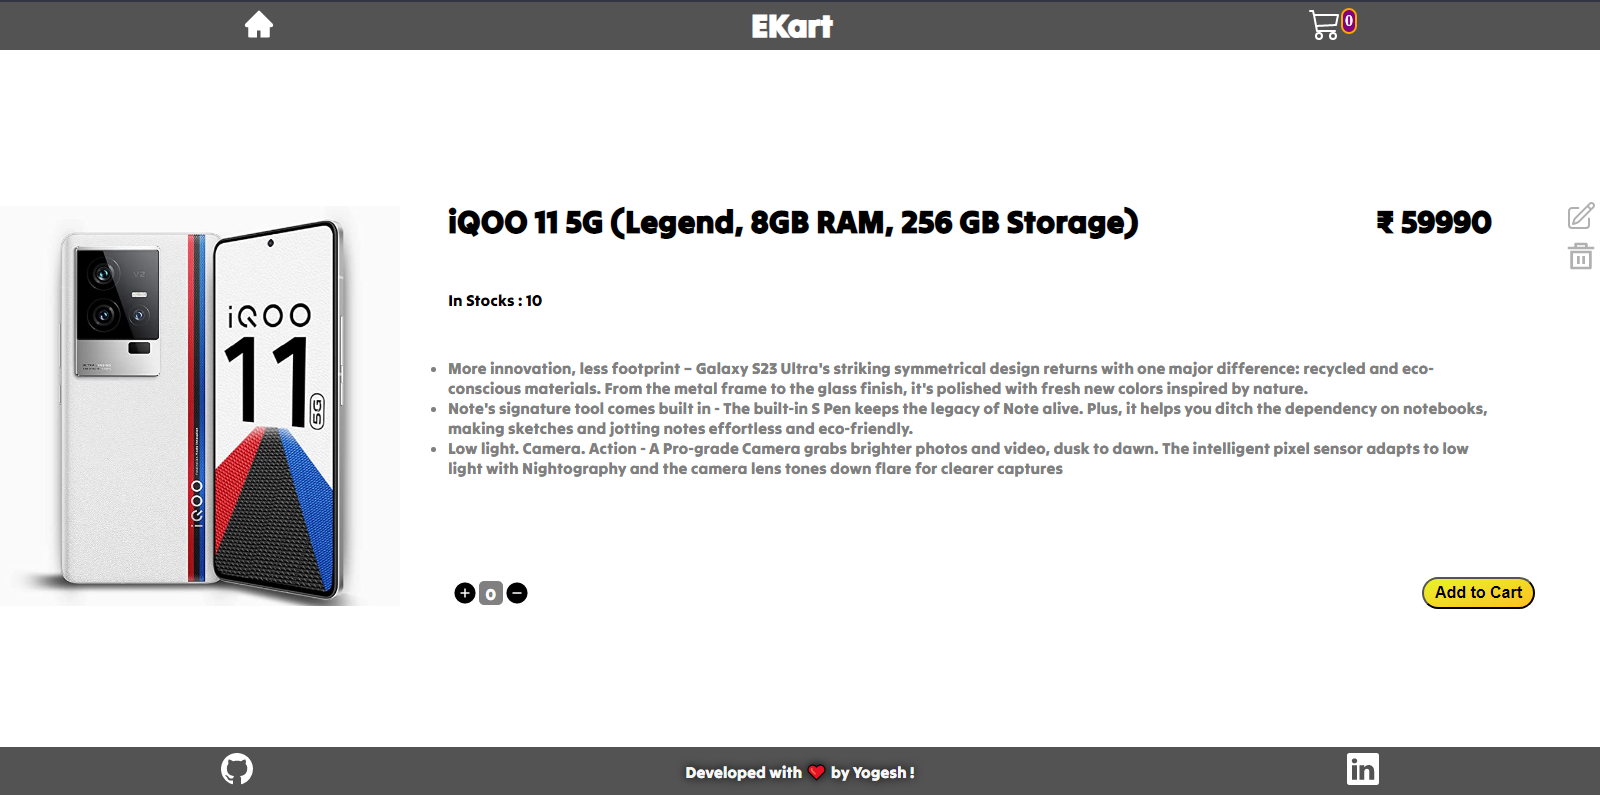 EKart
0
iQOO 11 5G (Legend, 8GB RAM, 256 GB Storage)
₹ 59990
In Stocks : 10
More innovation, less footprint – Galaxy S23 Ultra's striking symmetrical design returns with one major difference: recycled and eco-
conscious materials. From the metal frame to the glass finish, it's polished with fresh new colors inspired by nature.
Note's signature tool comes built in - The built-in S Pen keeps the legacy of Note alive. Plus, it helps you ditch the dependency on notebooks,
making sketches and jotting notes effortless and eco-friendly.
Low light. Camera. Action - A Pro-grade Camera grabs brighter photos and video, dusk to dawn. The intelligent pixel sensor adapts to low
light with Nightography and the camera lens tones down flare for clearer captures
V2
iQOO
11
5G
iQOO
+ 0 −
Add to Cart
Developed with ❤️ by Yogesh !
in